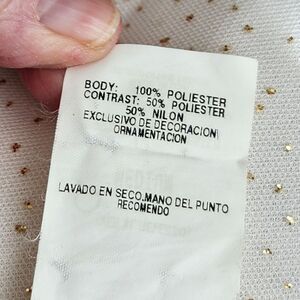 BODY: 100% POLIESTER
CONTRAST: 50% POLIESTER
50% NILON
EXCLUSIVO DE DECORACION
ORNAMENTACION
LAVADO EN SECO.MANO DEL PUNTO
RECOMENDO